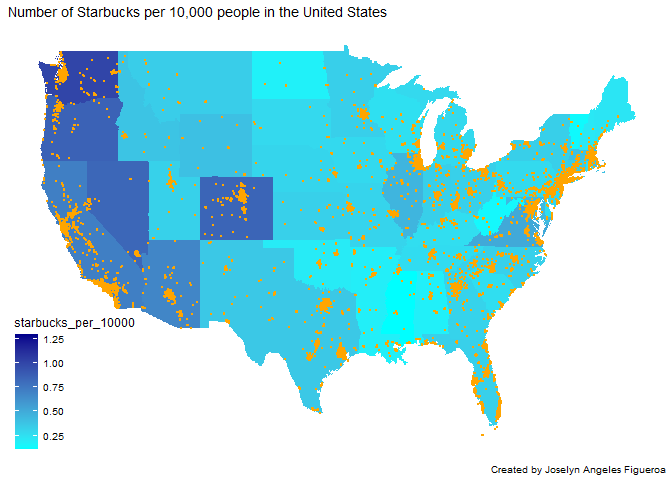 Number of Starbucks per 10,000 people in the United States
starbucks_per_10000
1.25
1.00
0.75
0.50
0.25
Created by Joselyn Angeles Figueroa